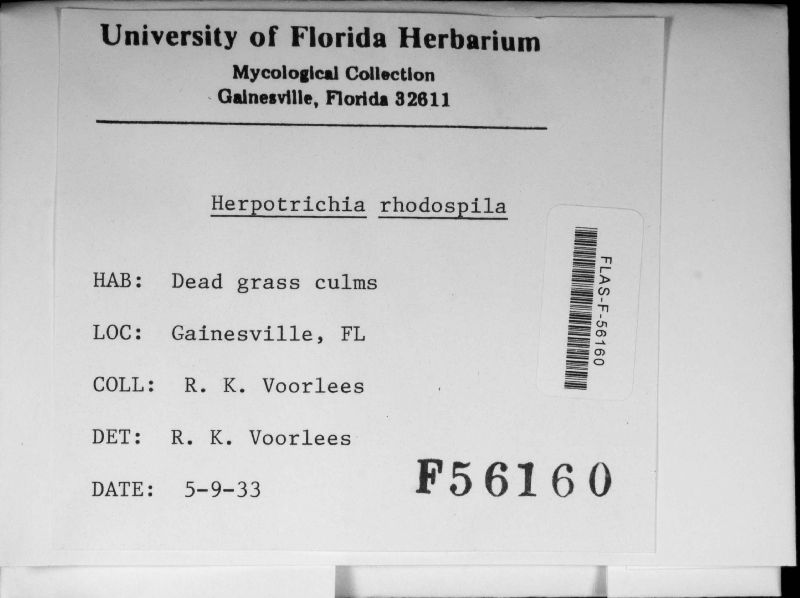 University of Florida Herbarium
Mycological Collection
Gainesville, Florida 32611
Herpotrichia rhodospila
HAB: Dead grass culms
LOC: Gainesville, FL
COLL: R. K. Voorlees
DET: R. K. Voorlees
DATE: 5-9-33
F56160
FLAS-F-56160